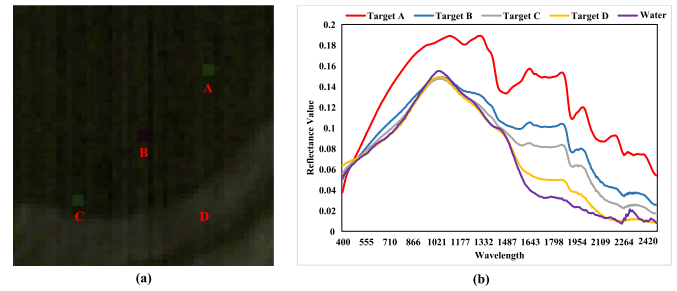 A
B
C
D
(a)
Target A Target B Target C Target D Water
0.2
0.18
0.16
0.14
0.12
0.1
0.08
0.06
0.04
0.02
0
Reflectance Value
400 555 710 866 1021 1177 1332 1487 1643 1798 1954 2109 2264 2420
Wavelength
(b)